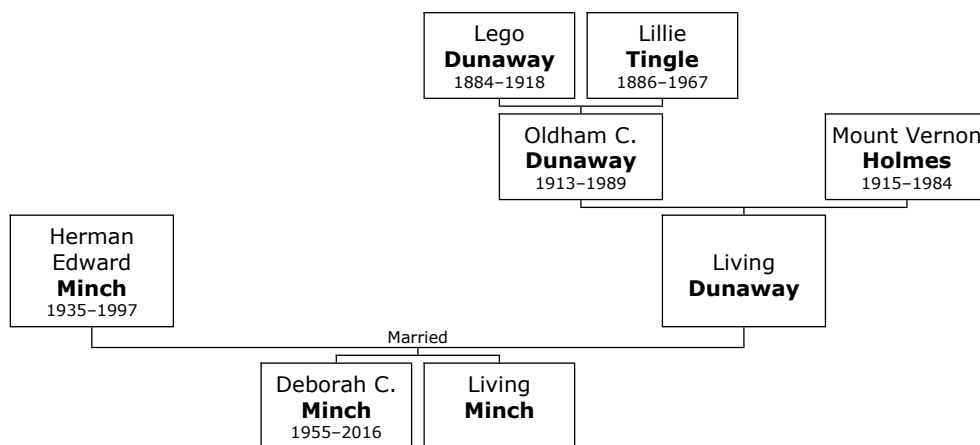 Lego
Dunaway
1884–1918
Lillie
Tingle
1886–1967
Oldham C.
Dunaway
1913–1989
Mount Vernon
Holmes
1915–1984
Herman
Edward
Minch
1935–1997
Living
Dunaway
Married
Deborah C.
Minch
1955–2016
Living
Minch